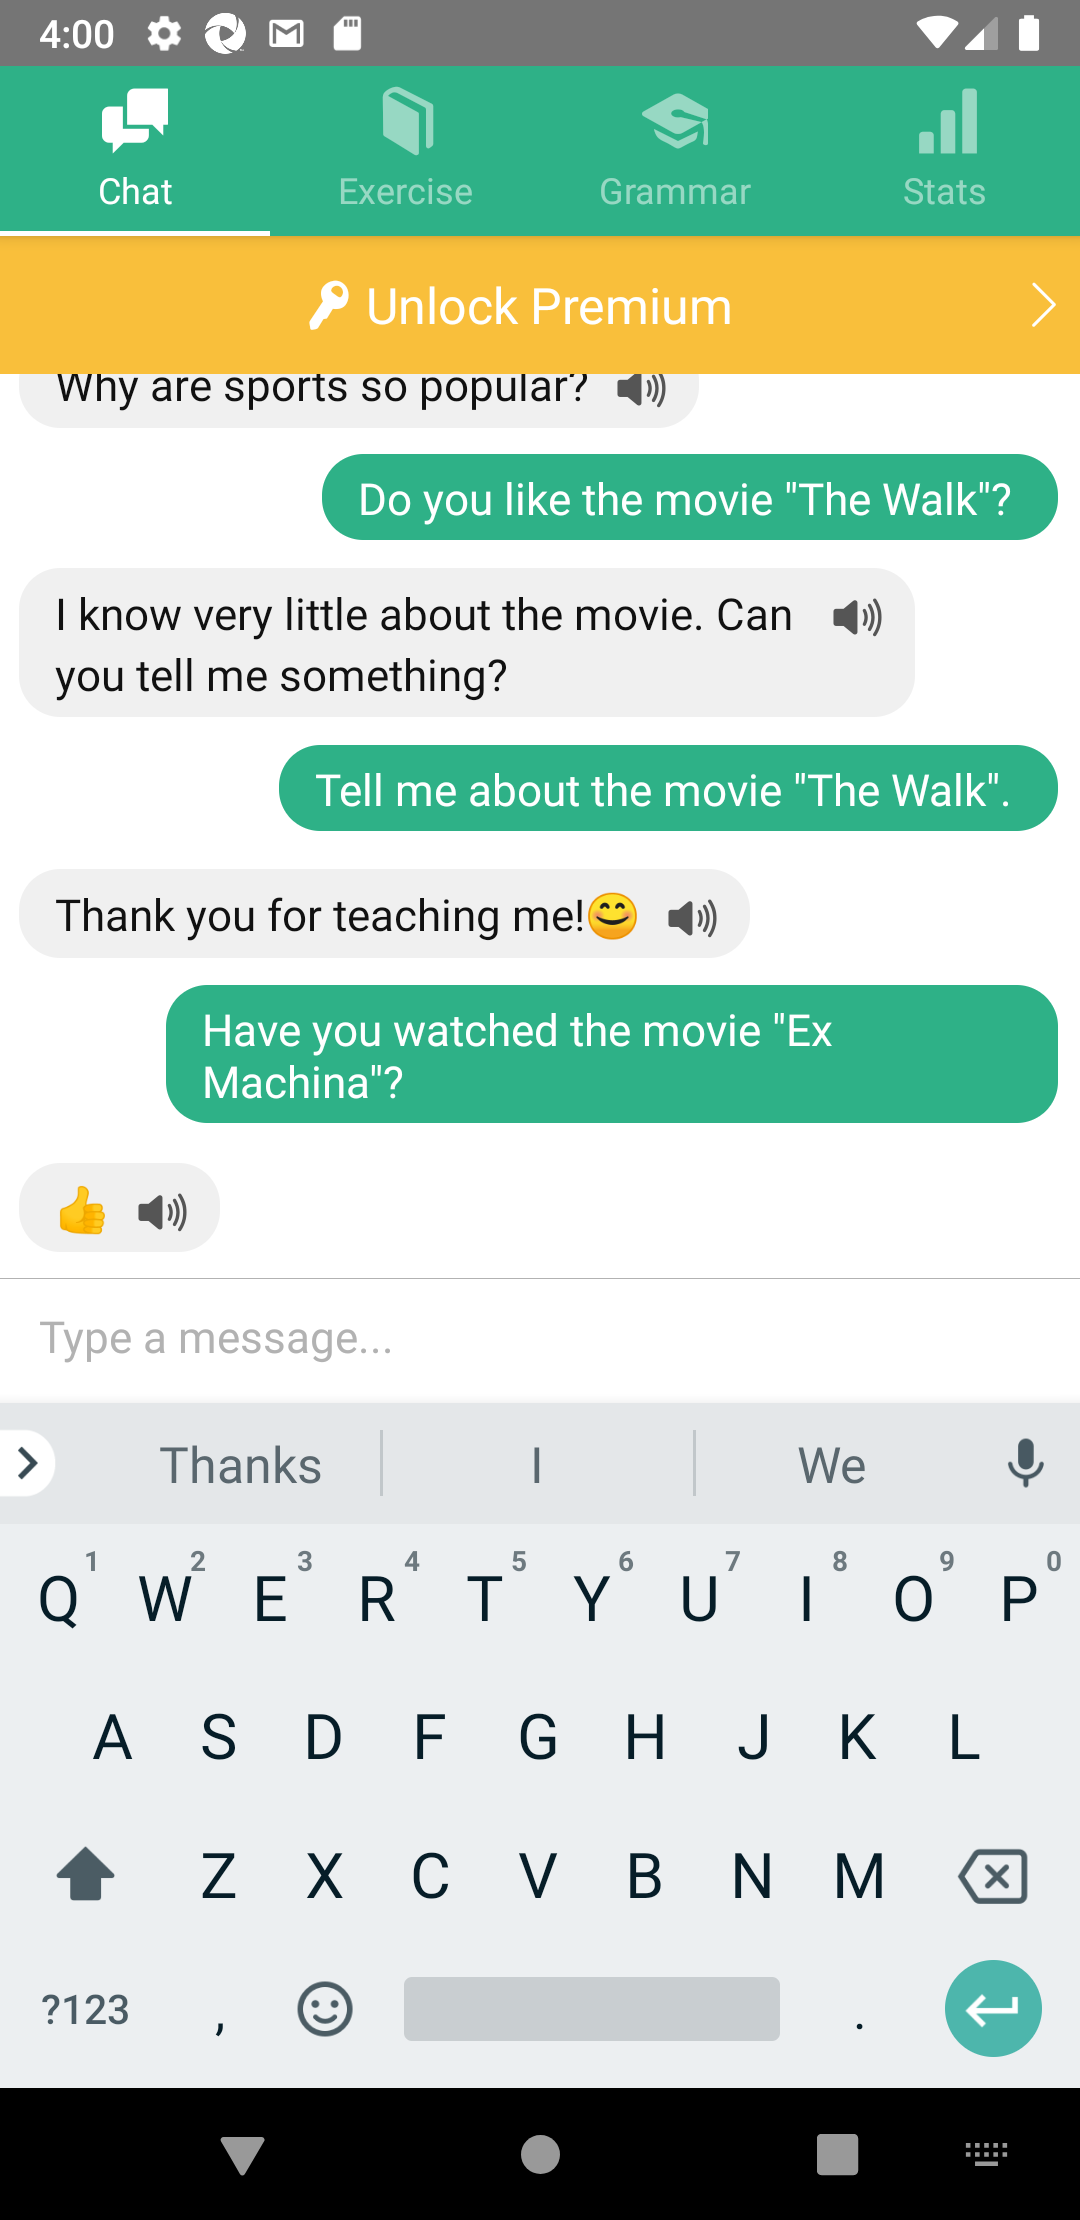 4:00
Chat
Exercise
Grammar
Stats
Unlock Premium
Why are sports so popular?
Do you like the movie "The Walk"?
I know very little about the movie. Can
you tell me something?
Tell me about the movie "The Walk".
Thank you for teaching me!😊
Have you watched the movie "Ex
Machina"?
👍
Type a message...
Thanks I We
1 2 3 4 5 6 7 8 9 0
Q W E R T Y U I O P
A S D F G H J K L
Z X C V B N M
?123 , .